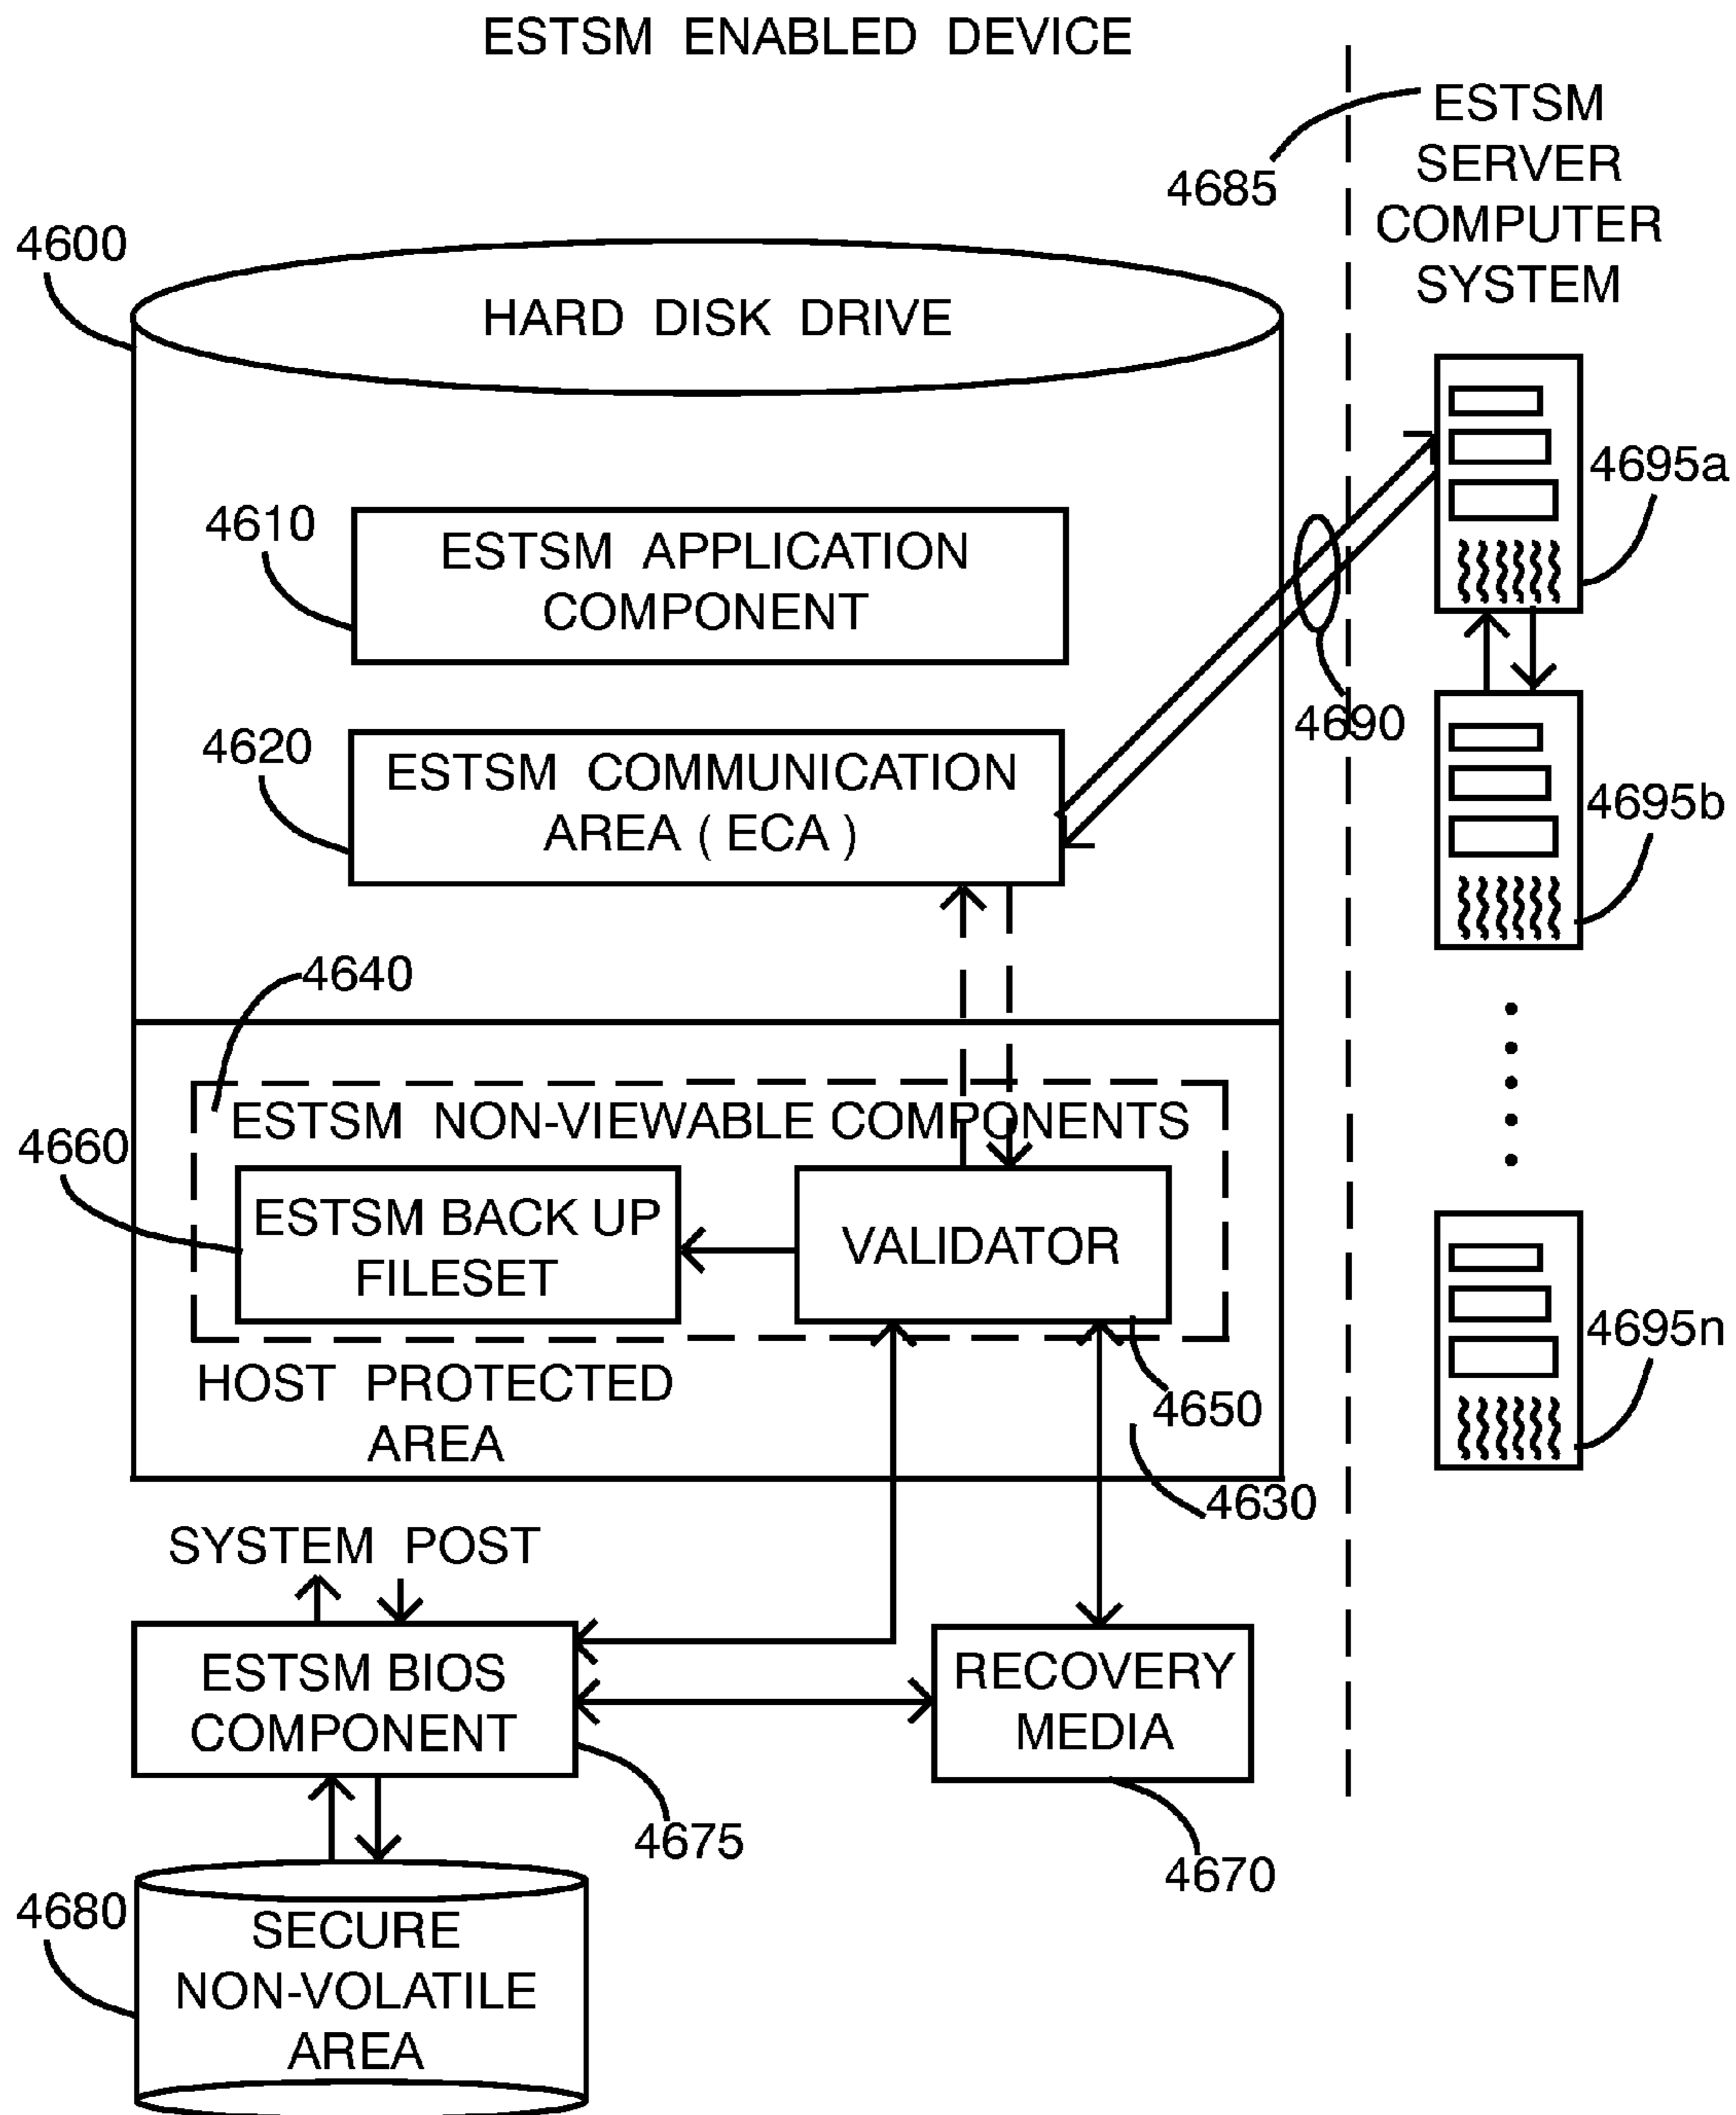 ESTSM ENABLED DEVICE
ESTSM
SERVER
COMPUTER
SYSTEM
4685
4600
HARD DISK DRIVE
4695a
4610
ESTSM APPLICATION
COMPONENT
4690
4620
ESTSM COMMUNICATION
AREA ( ECA )
4695b
4640
ESTSM NON-VIEWABLE COMPONENTS
4660
ESTSM BACK UP
FILESET
VALIDATOR
4695n
HOST PROTECTED
AREA
4650
4630
SYSTEM POST
ESTSM BIOS
COMPONENT
RECOVERY
MEDIA
4675
4670
4680
SECURE
NON-VOLATILE
AREA